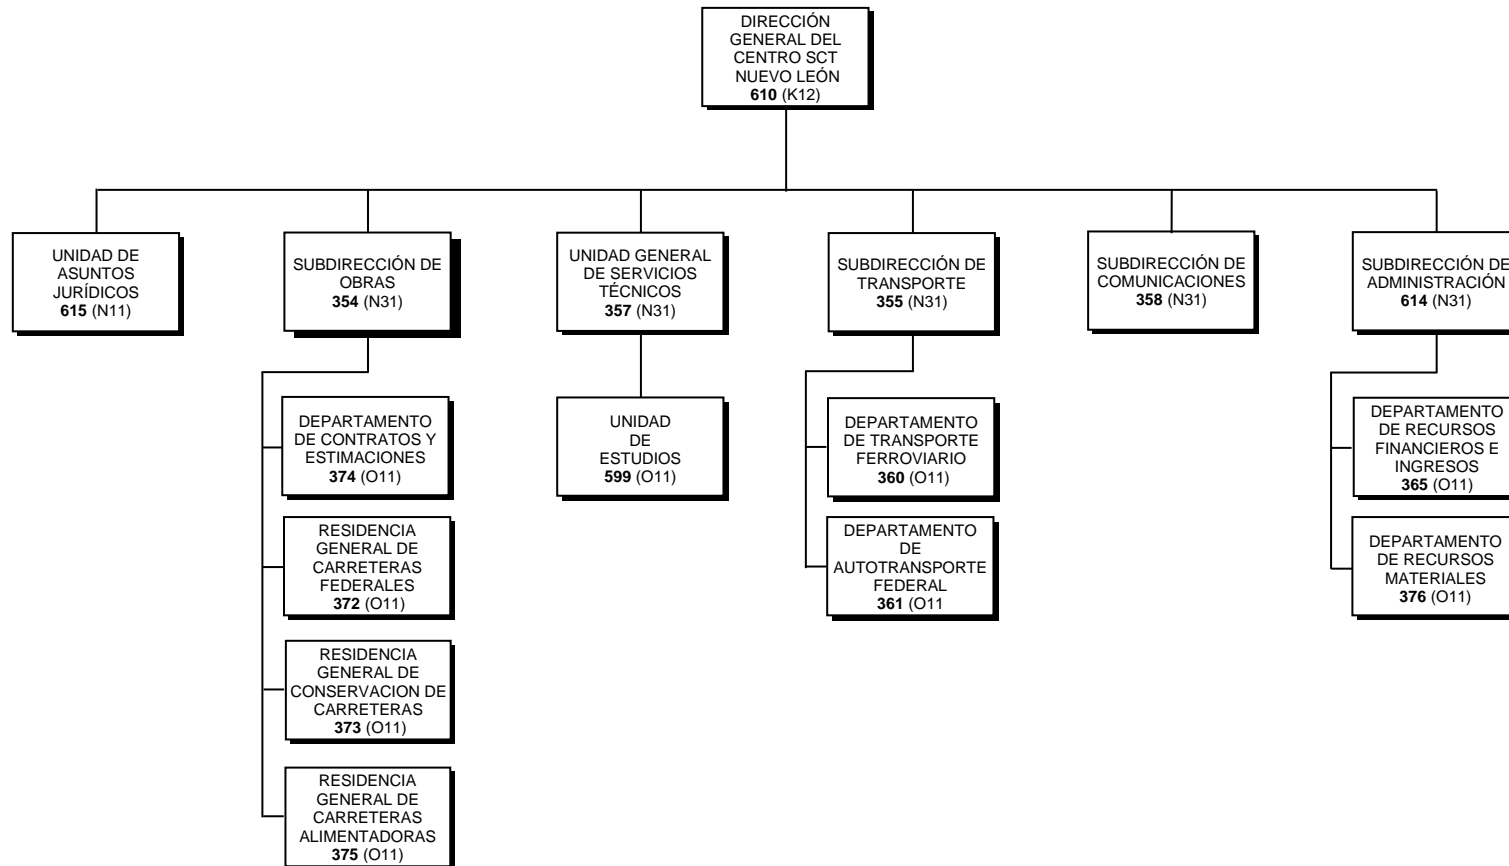 DIRECCIÓN
GENERAL DEL
CENTRO SCT
NUEVO LEÓN
610 (K12)
UNIDAD DE
ASUNTOS
JURÍDICOS
615 (N11)
SUBDIRECCIÓN DE
OBRAS
354 (N31)
UNIDAD GENERAL
DE SERVICIOS
TÉCNICOS
357 (N31)
SUBDIRECCIÓN DE
TRANSPORTE
355 (N31)
SUBDIRECCIÓN DE
COMUNICACIONES
358 (N31)
SUBDIRECCIÓN DE
ADMINISTRACIÓN
614 (N31)
DEPARTAMENTO
DE CONTRATOS Y
ESTIMACIONES
374 (O11)
RESIDENCIA
GENERAL DE
CARRETERAS
FEDERALES
372 (O11)
RESIDENCIA
GENERAL DE
CONSERVACION DE
CARRETERAS
373 (O11)
RESIDENCIA
GENERAL DE
CARRETERAS
ALIMENTADORAS
375 (O11)
UNIDAD
DE
ESTUDIOS
599 (O11)
DEPARTAMENTO
DE TRANSPORTE
FERROVIARIO
360 (O11)
DEPARTAMENTO
DE
AUTOTRANSPORTE
FEDERAL
361 (O11
DEPARTAMENTO
DE RECURSOS
FINANCIEROS E
INGRESOS
365 (O11)
DEPARTAMENTO
DE RECURSOS
MATERIALES
376 (O11)